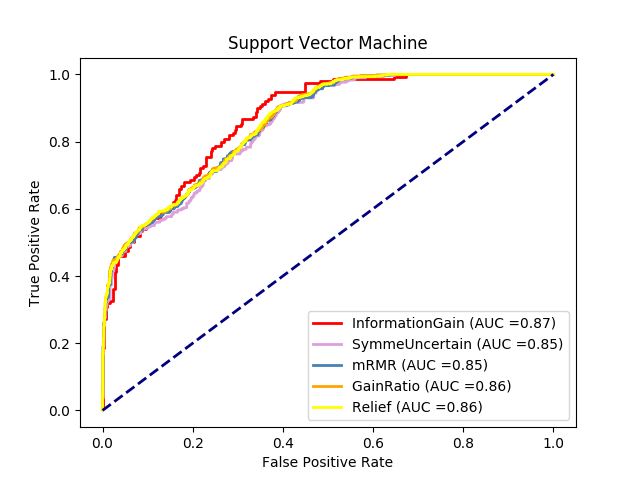 Support Vector Machine
True Positive Rate
1.0
0.8
0.6
0.4
0.2
0.0
InformationGain (AUC =0.87)
SymmeUncertain (AUC =0.85)
mRMR (AUC =0.85)
GainRatio (AUC =0.86)
Relief (AUC =0.86)
0.0 0.2 0.4 0.6 0.8 1.0
False Positive Rate